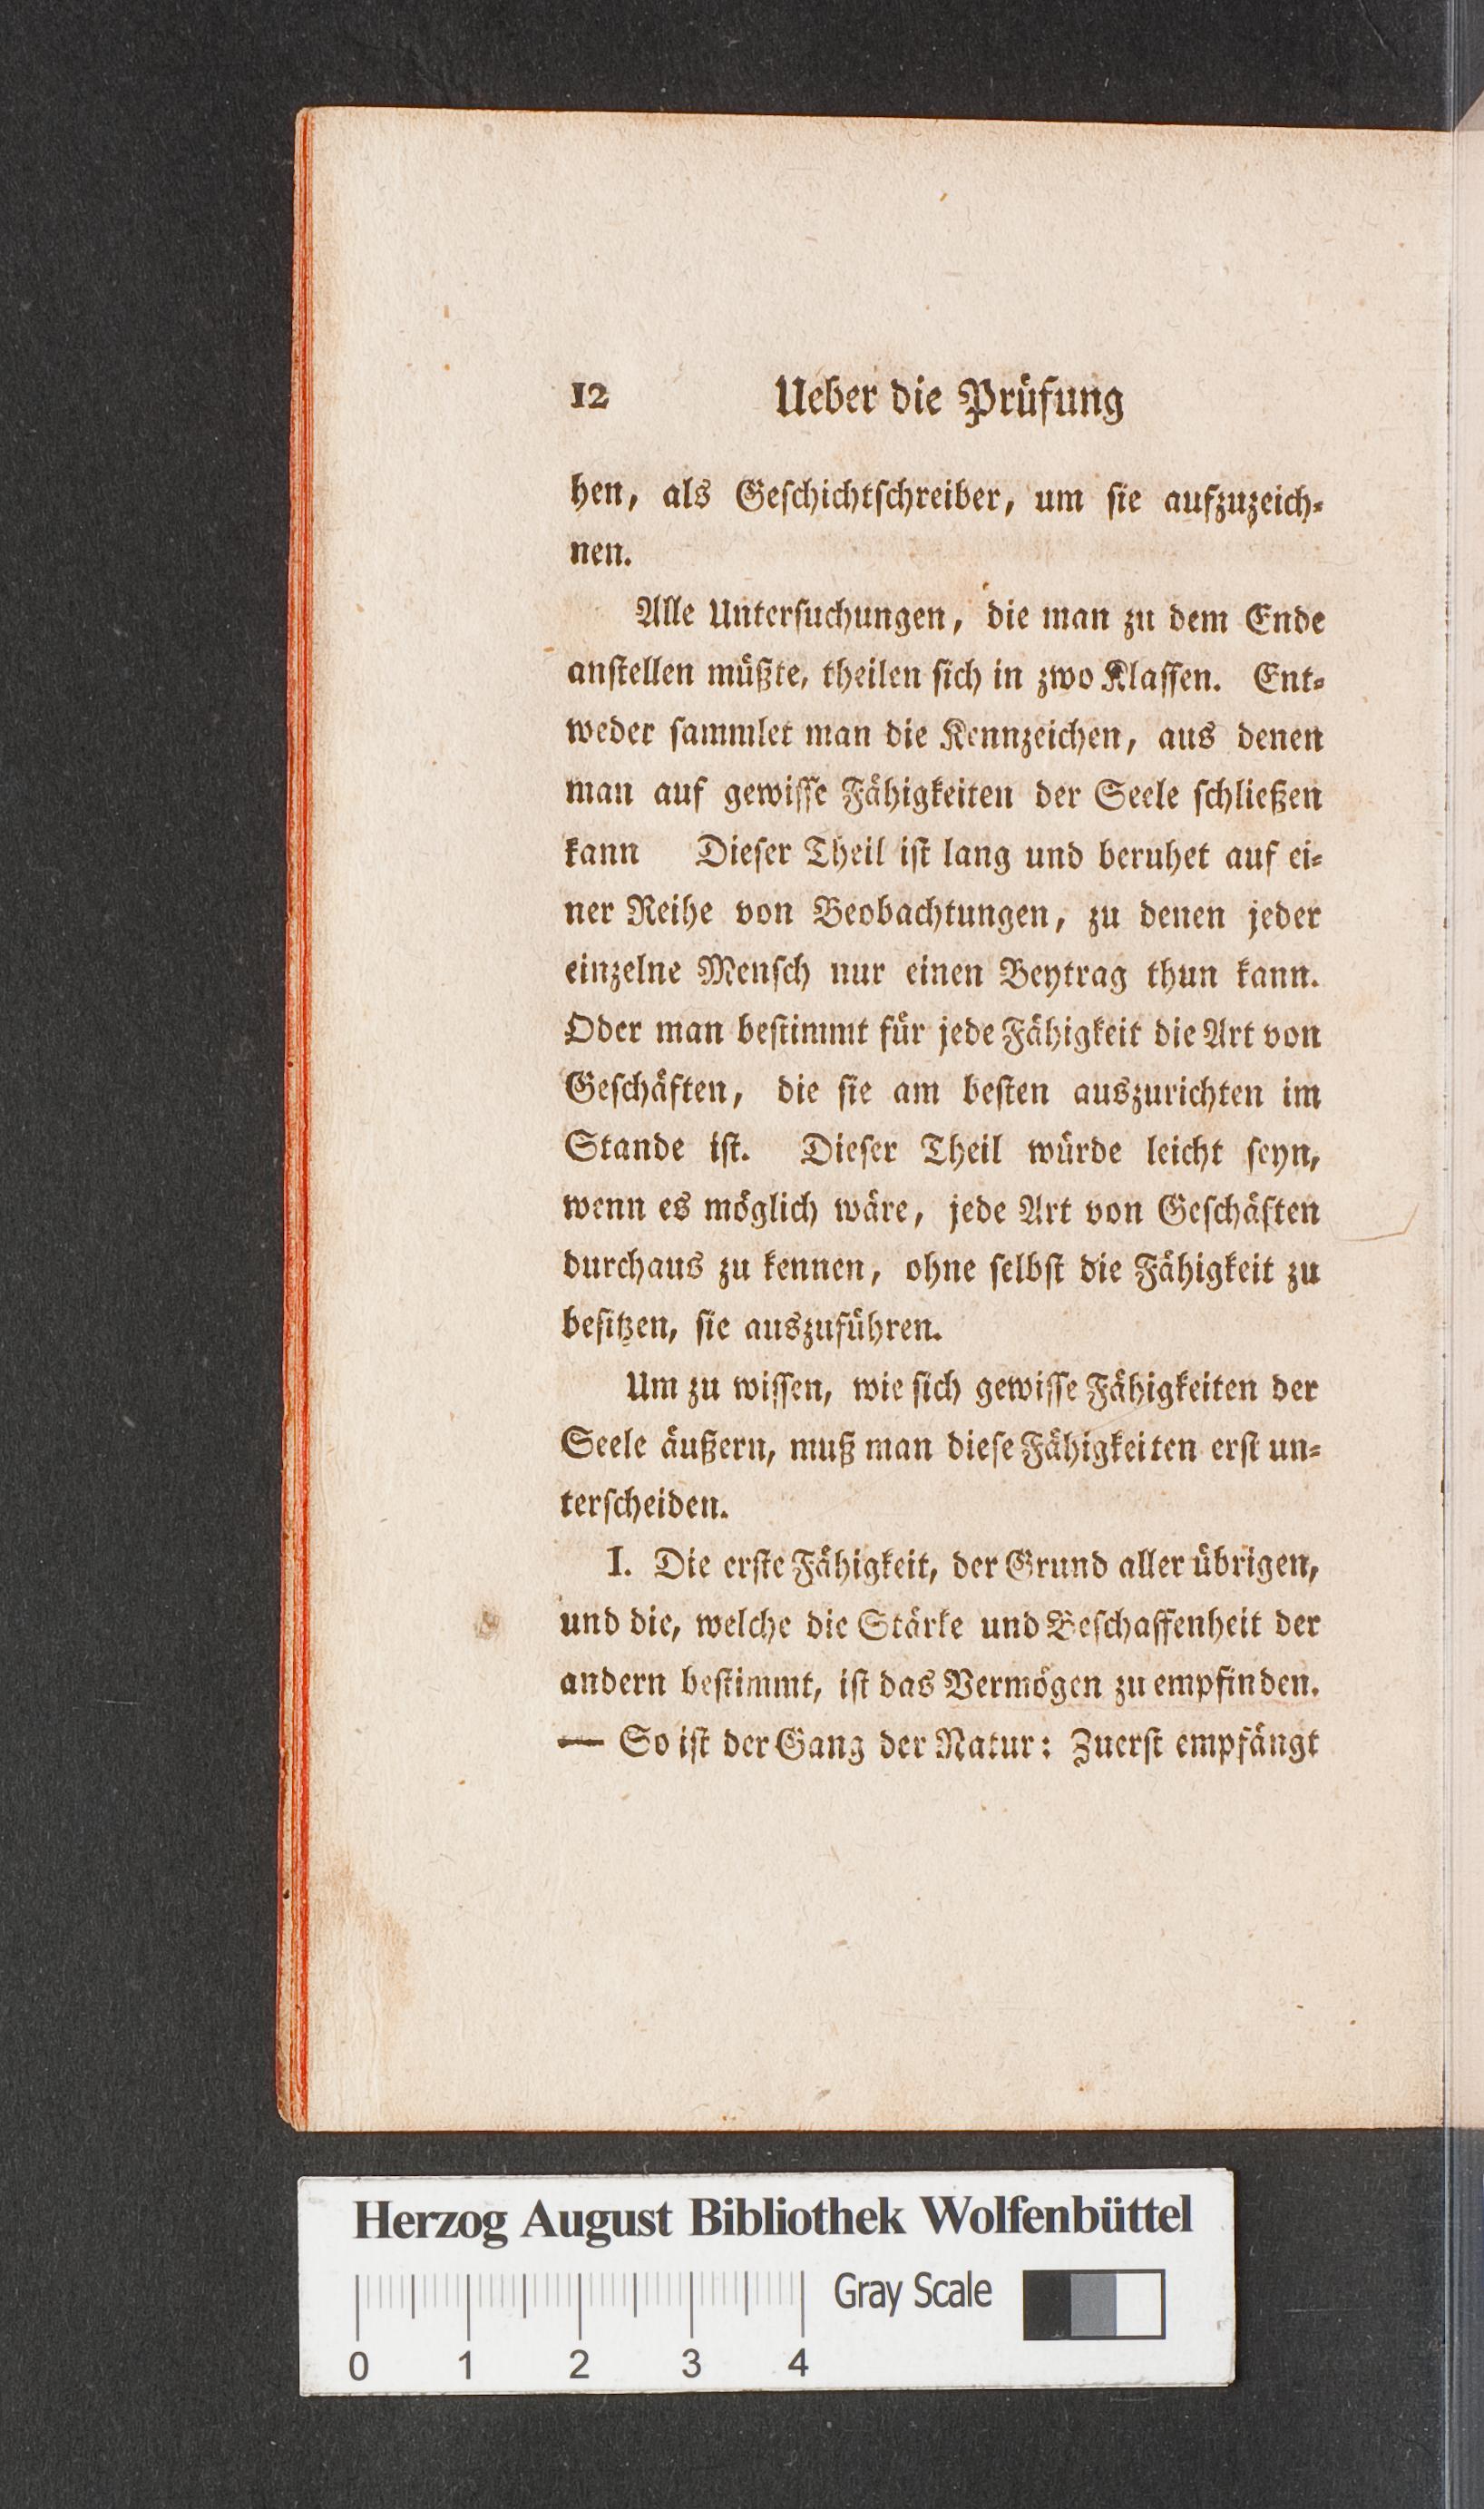 12 Ueber die Prüfung
hen, als Geſchichtſchreiber, um ſie aufzuzeich⸗
nen.
Alle Unterſuchungen, die man zu dem Ende
anſtellen müßte, theilen ſich in zwo Klaſſen. Ent⸗
weder ſammlet man die Kennzeichen, aus denen
man auf gewiſſe Fähigkeiten der Seele ſchließen
kann Dieſer Theil iſt lang und beruhet auf ei⸗
ner Reihe von Beobachtungen, zu denen jeder
einzelne Menſch nur einen Beytrag thun kann.
Oder man beſtimmt für jede Fähigkeit die Art von
Geſchäften, die ſie am beſten auszurichten im
Stande iſt. Dieſer Theil würde leicht ſeyn,
wenn es möglich wäre, jede Art von Geſchäften
durchaus zu kennen, ohne ſelbſt die Fähigkeit zu
beſitzen, ſie auszuführen.
Um zu wiſſen, wie ſich gewiſſe Fähigkeiten der
Seele äußern, muß man dieſe Fähigkeiten erſt un⸗
terſcheiden.
I. Die erſte Fähigkeit, der Grund aller übrigen,
und die, welche die Stärke und Beſchaffenheit der
andern beſtimmt, iſt das Vermögen zu empfinden.
— So iſt der Gang der Natur: Zuerſt empfängt
Herzog August Bibliothek Wolfenbüttel
Gray Scale
0 1 2 3 4